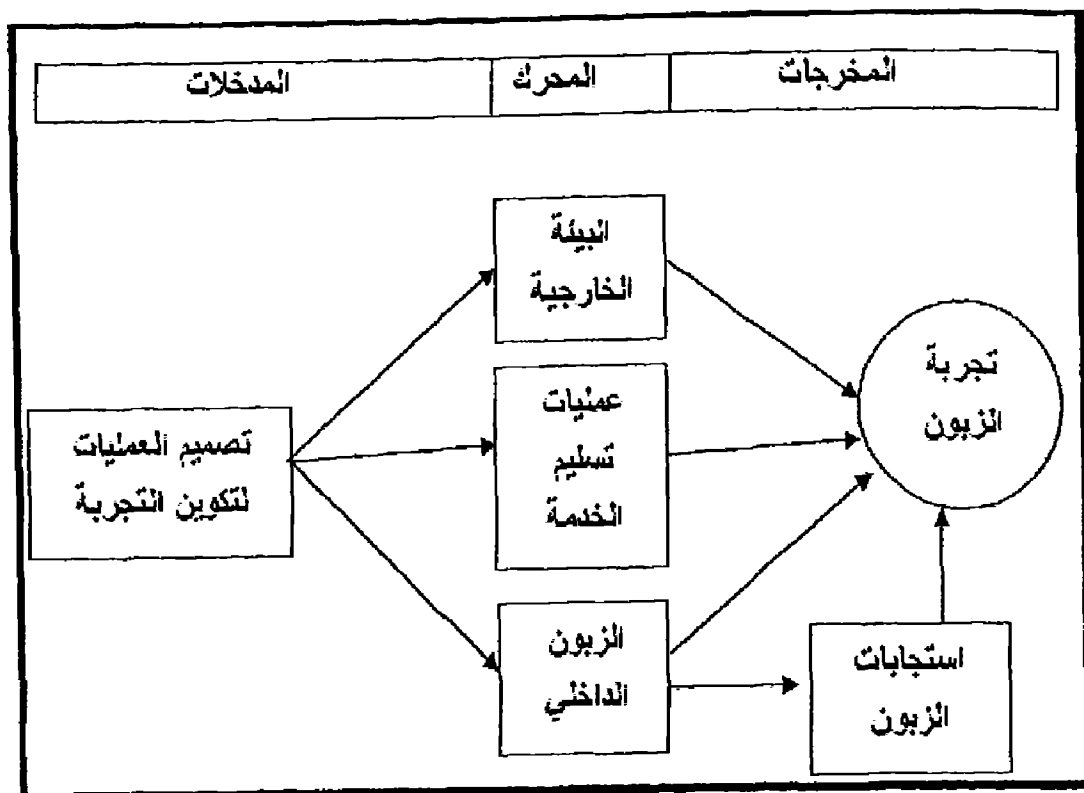 المدخلات
المحرك
المخرجات
البيئة
الخارجية
تجربة
الزبون
عمليات
تسليم
الخدمة
تصميم العمليات
لتكوين التجربة
الزبون
الداخلي
استجابات
الزبون